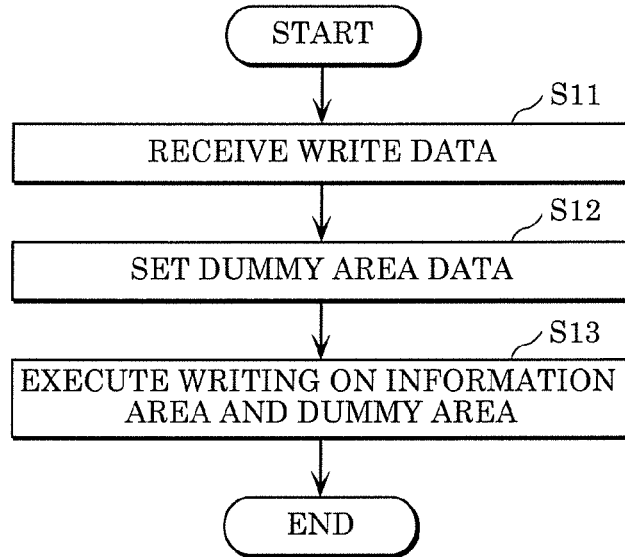 START
S11
RECEIVE WRITE DATA
S12
SET DUMMY AREA DATA
S13
EXECUTE WRITING ON INFORMATION
AREA AND DUMMY AREA
END